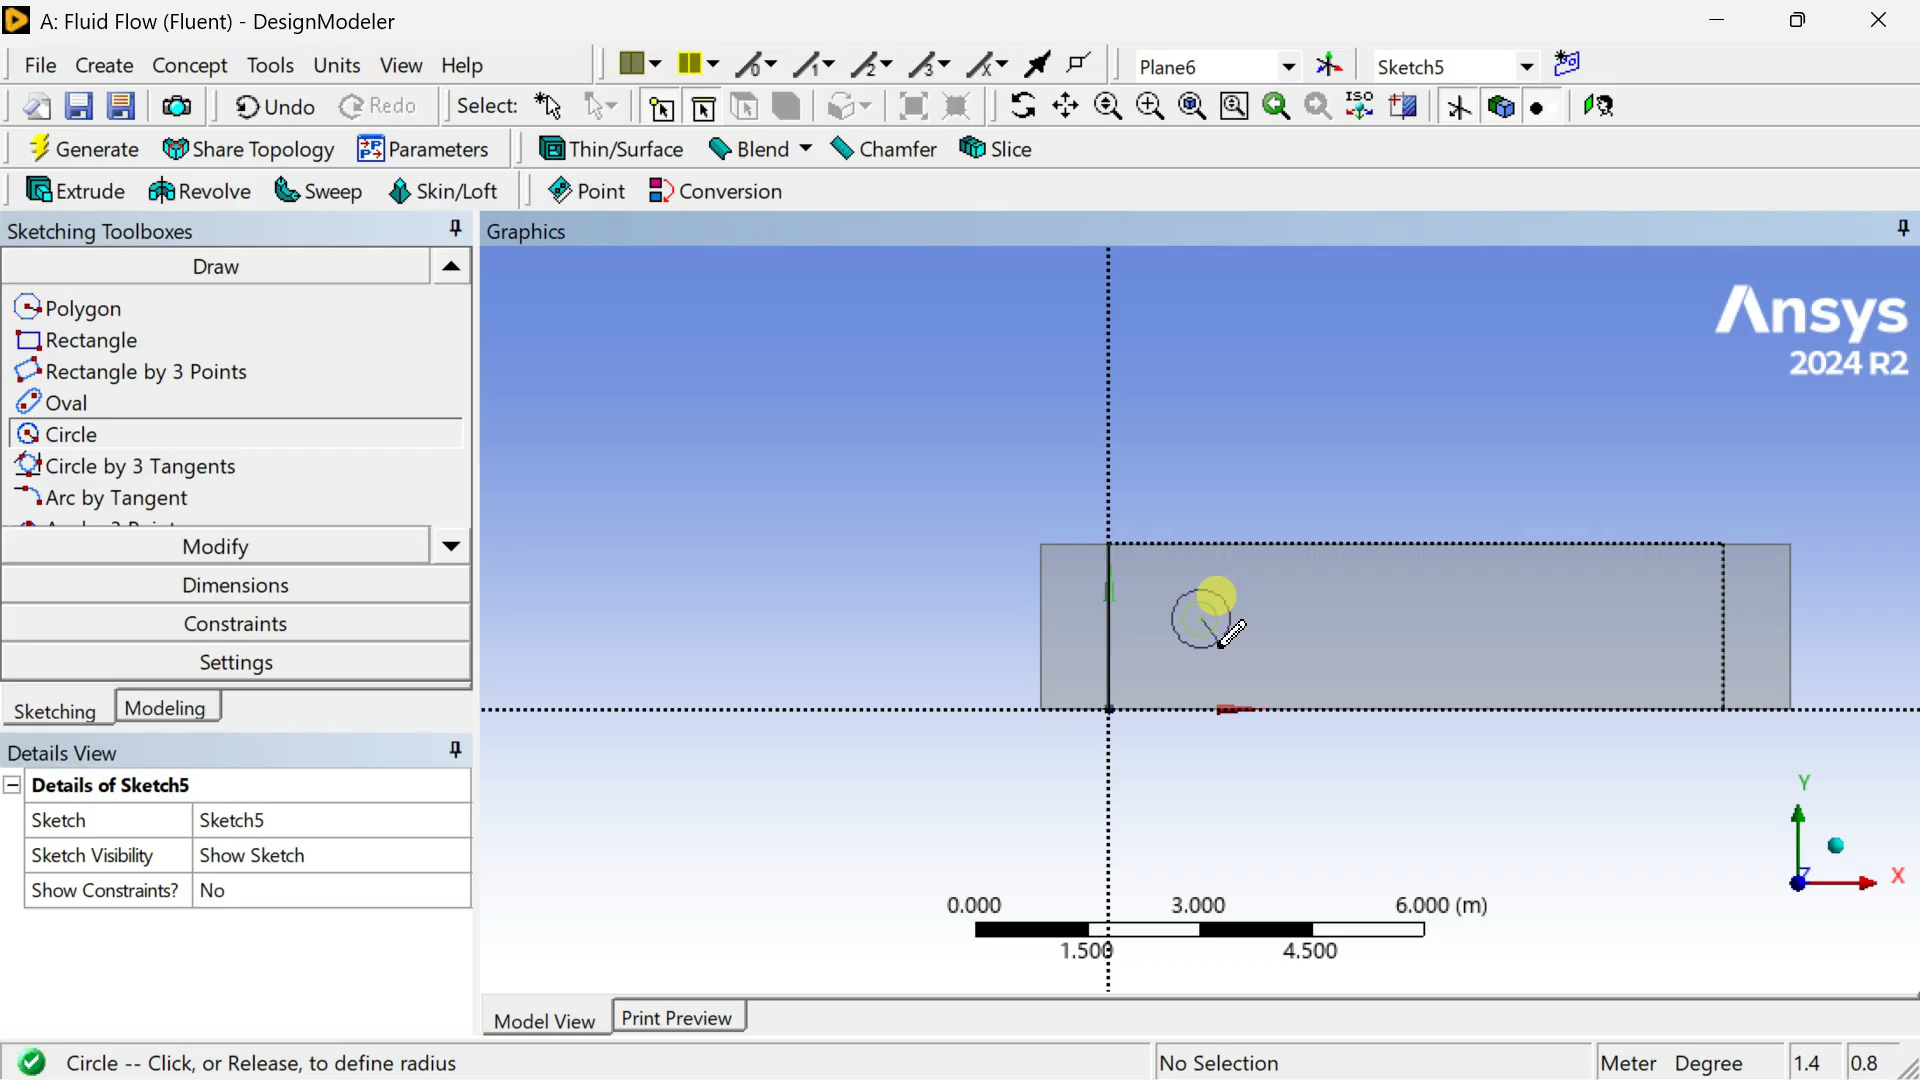 A: Fluid Flow (Fluent) - DesignModeler
File Create Concept Tools Units View Help
0 1 2 3 x Plane6 Sketch5
Undo Redo Select: ISO
Generate Share Topology Parameters Thin/Surface Blend Chamfer Slice
Extrude Revolve Sweep Skin/Loft Point Conversion
Sketching Toolboxes
Draw
Polygon
Rectangle
Rectangle by 3 Points
Oval
Circle
Circle by 3 Tangents
Arc by Tangent
Modify
Dimensions
Constraints
Settings
Sketching Modeling
Details View
Details of Sketch5
Sketch Sketch5
Sketch Visibility Show Sketch
Show Constraints? No
Graphics
Ansys
2024 R2
Y
Z
X
0.000 3.000 6.000 (m)
1.500 4.500
Model View Print Preview
Circle -- Click, or Release, to define radius
No Selection
Meter Degree 1.4 0.8